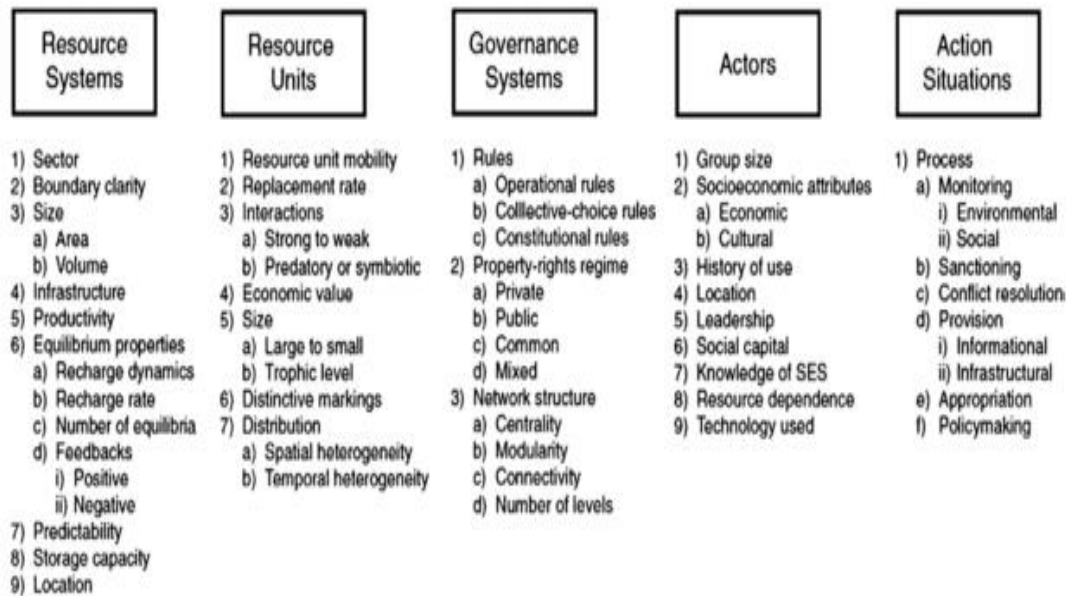 Resource
Systems
1) Sector
2) Boundary clarity
3) Size
a) Area
b) Volume
4) Infrastructure
5) Productivity
6) Equilibrium properties
a) Recharge dynamics
b) Recharge rate
c) Number of equilibria
d) Feedbacks
i) Positive
ii) Negative
7) Predictability
8) Storage capacity
9) Location
Resource
Units
1) Resource unit mobility
2) Replacement rate
3) Interactions
a) Strong to weak
b) Predatory or symbiotic
4) Economic value
5) Size
a) Large to small
b) Trophic level
6) Distinctive markings
7) Distribution
a) Spatial heterogeneity
b) Temporal heterogeneity
Governance
Systems
1) Rules
a) Operational rules
b) Colllective-choice rules
c) Constitutional rules
2) Property-rights regime
a) Private
b) Public
c) Common
d) Mixed
3) Network structure
a) Centrality
b) Modularity
c) Connectivity
d) Number of levels
Actors
1) Group size
2) Socioeconomic attributes
a) Economic
b) Cultural
3) History of use
4) Location
5) Leadership
6) Social capital
7) Knowledge of SES
8) Resource dependence
9) Technology used
Action
Situations
1) Process
a) Monitoring
i) Environmental
ii) Social
b) Sanctioning
c) Conflict resolution
d) Provision
i) Informational
ii) Infrastructural
e) Appropriation
f) Policymaking